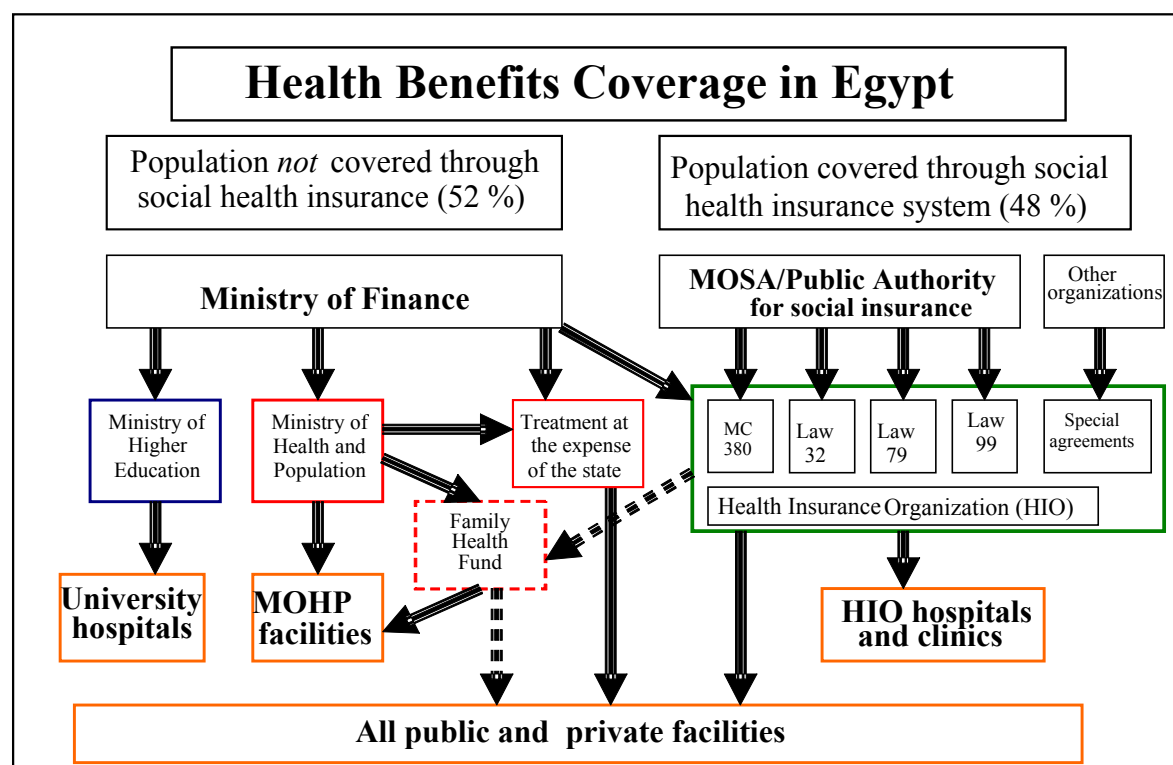 Health Benefits Coverage in Egypt
Population not covered through
social health insurance (52 %)
Population covered through social
health insurance system (48 %)
Ministry of Finance
MOSA/Public Authority
for social insurance
Other
organizations
Ministry of
Higher
Education
Ministry of
Health and
Population
Treatment at
the expense
of the state
MC
380
Law
32
Law
79
Law
99
Special
agreements
Health Insurance Organization (HIO)
Family
Health
Fund
University
hospitals
MOHP
facilities
HIO hospitals
and clinics
All public and private facilities